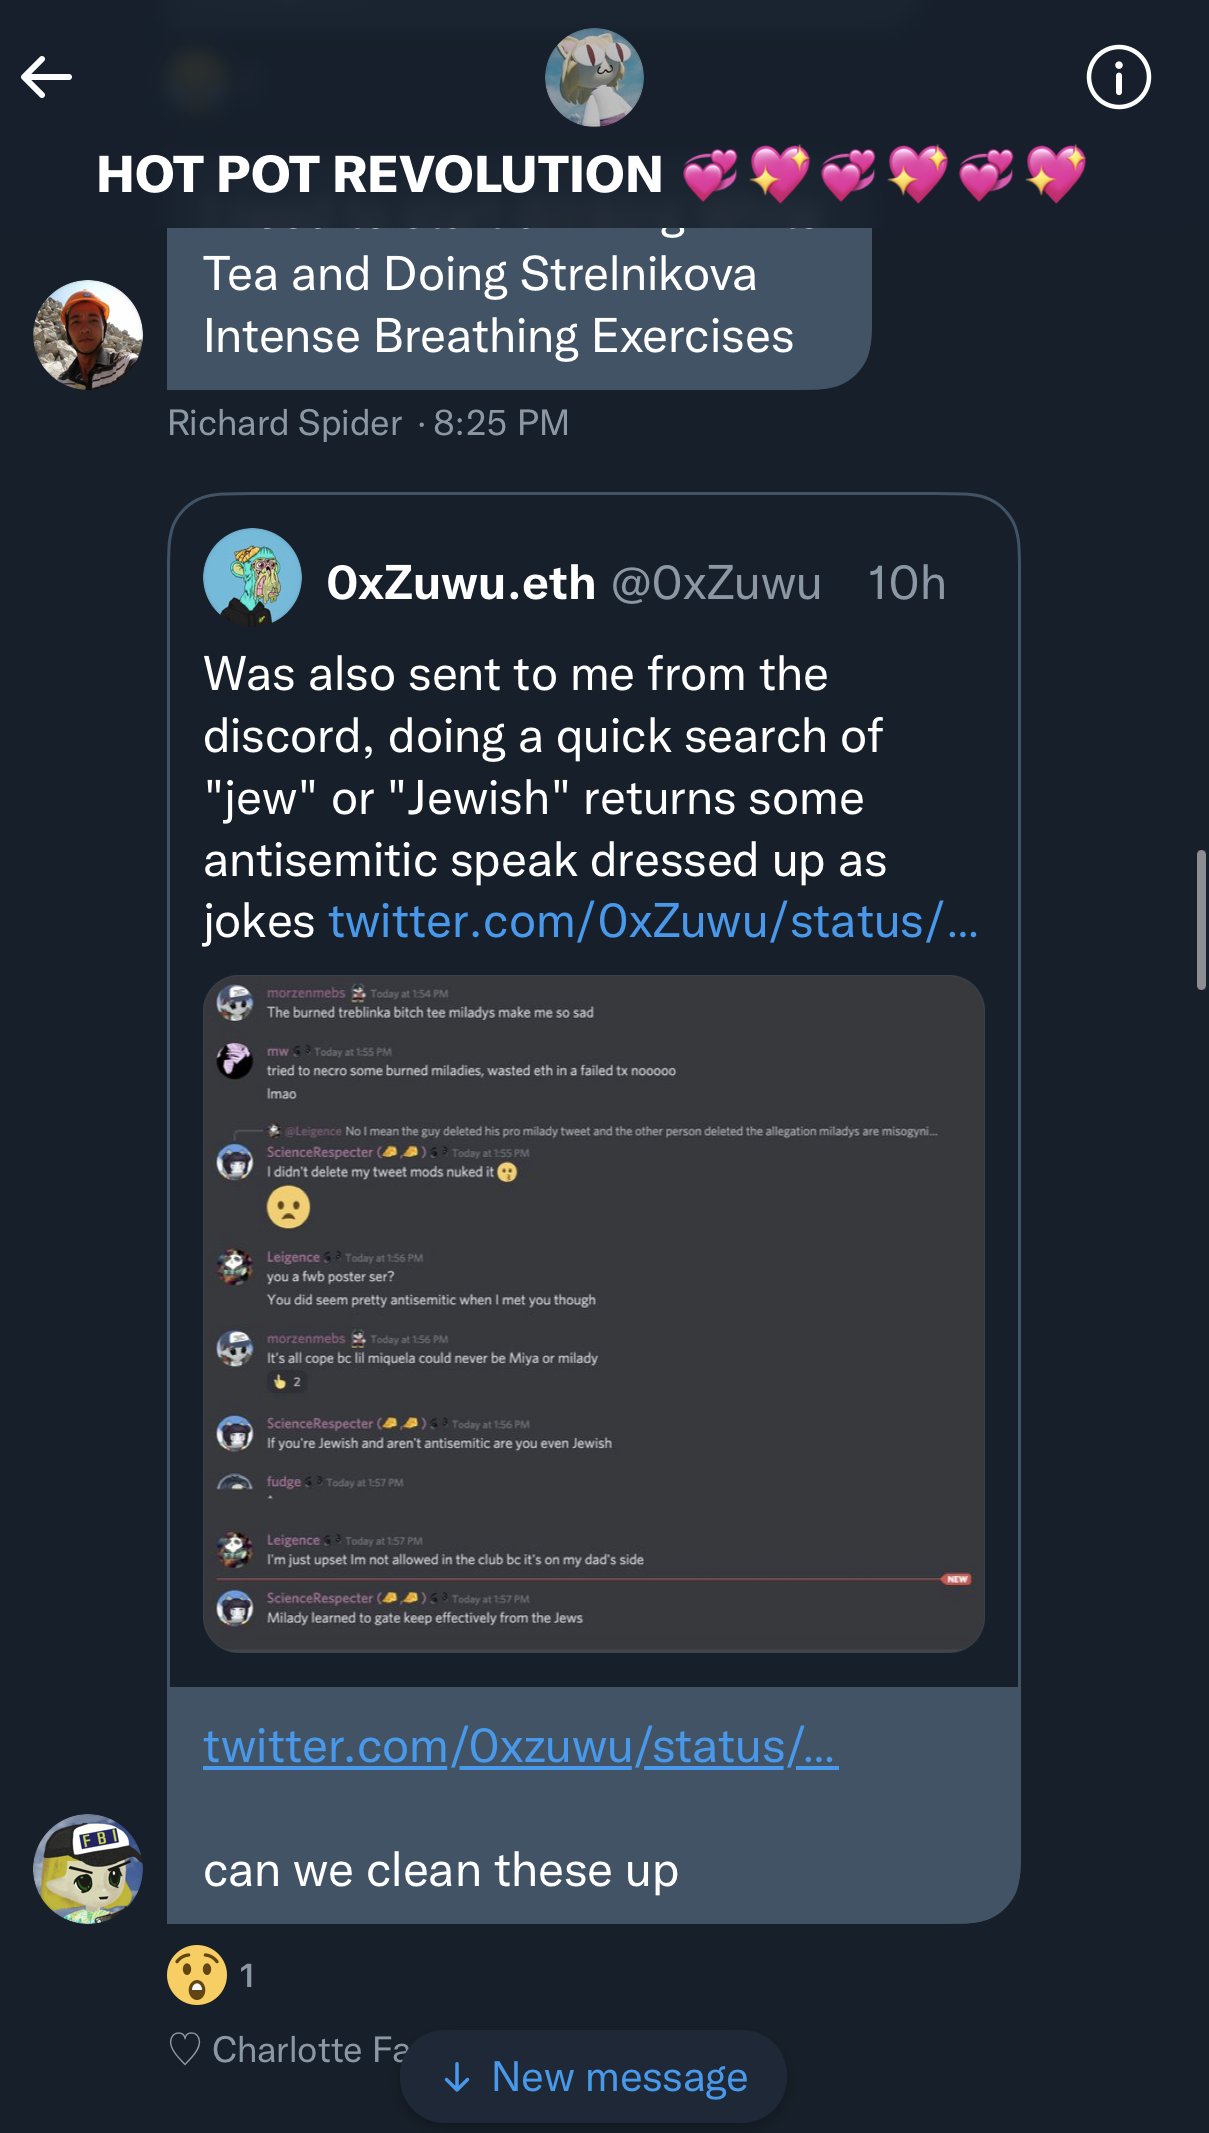 HOT POT REVOLUTION 💞💖💞💖💞💖
Tea and Doing Strelnikova
Intense Breathing Exercises
Richard Spider · 8:25 PM
0xZuwu.eth @0xZuwu 10h
Was also sent to me from the
discord, doing a quick search of
"jew" or "Jewish" returns some
antisemitic speak dressed up as
jokes twitter.com/0xZuwu/status/...
morzenmebs Today at 1:54 PM
The burned treblinka bitch tee miladys make me so sad
mw Today at 1:55 PM
tried to necro some burned miladies, wasted eth in a failed tx nooooo
lmao
@Leigence No I mean the guy deleted his pro milady tweet and the other person deleted the allegation miladys are misogyni...
ScienceRespecter Today at 1:55 PM
I didn't delete my tweet mods nuked it
Leigence Today at 1:56 PM
you a fwb poster ser?
You did seem pretty antisemitic when I met you though
morzenmebs Today at 1:56 PM
It's all cope bc lil miquela could never be Miya or milady
2
ScienceRespecter Today at 1:56 PM
If you're Jewish and aren't antisemitic are you even Jewish
fudge Today at 1:57 PM
^
Leigence Today at 1:57 PM
I'm just upset Im not allowed in the club bc it's on my dad's side
NEW
ScienceRespecter Today at 1:57 PM
Milady learned to gate keep effectively from the Jews
twitter.com/0xzuwu/status/...
FBI
can we clean these up
1
♡ Charlotte Fa
↓ New message